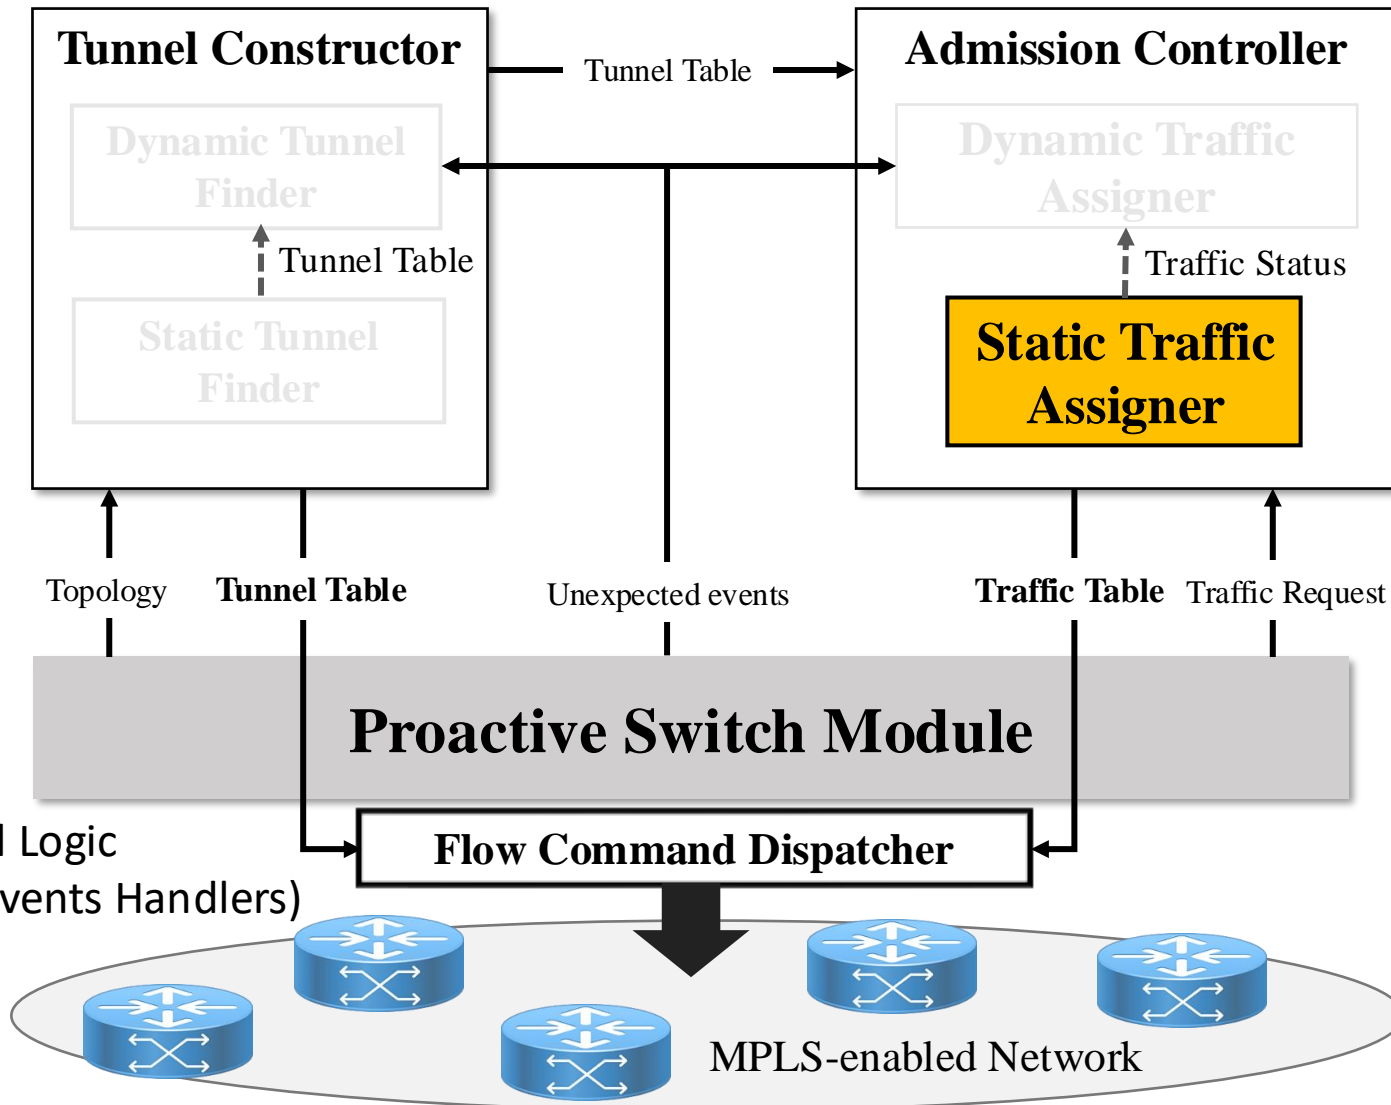 Tunnel Constructor
Tunnel Table
Admission Controller
Dynamic Tunnel
Finder
Dynamic Traffic
Assigner
Tunnel Table
Traffic Status
Static Tunnel
Finder
Static Traffic
Assigner
Topology
Tunnel Table
Unexpected events
Traffic Table
Traffic Request
Proactive Switch Module
Logic
Flow Command Dispatcher
Handlers)
MPLS-enabled Network